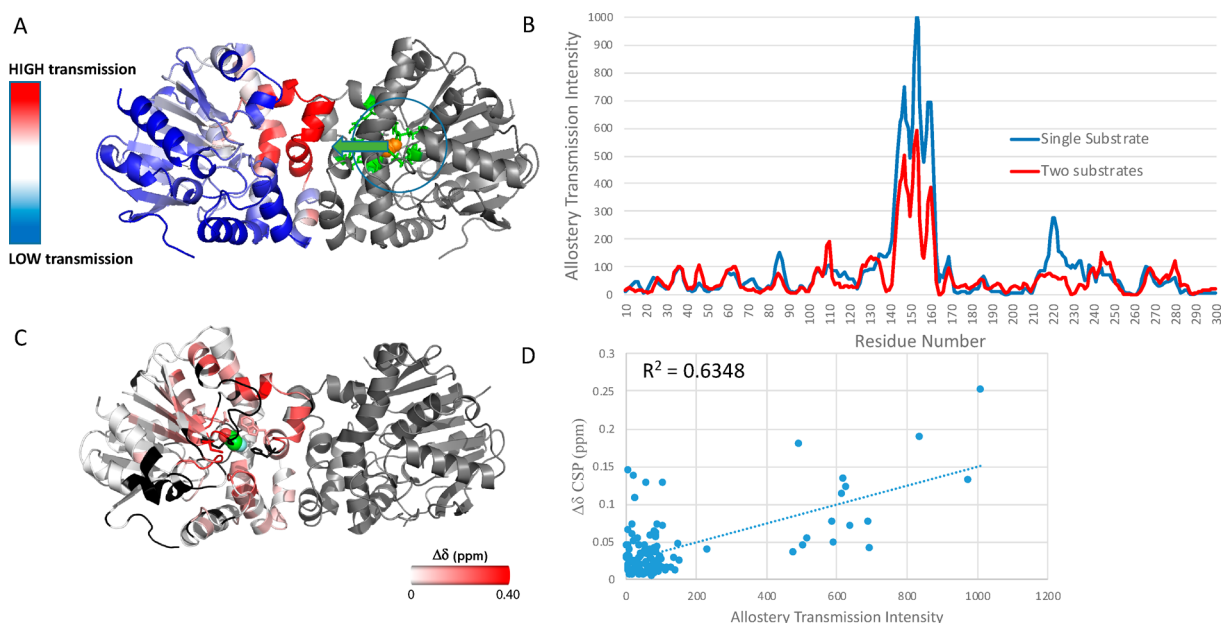 A
HIGH transmission
LOW transmission
B
Allostery Transmission Intensity
1000
900
800
700
600
500
400
300
200
100
0
Single Substrate
Two substrates
10 20 30 40 50 60 70 80 90 100 110 120 130 140 150 160 170 180 190 200 210 220 230 240 250 260 270 280 290 300
Residue Number
C
Δδ (ppm)
0 0.40
D
R² = 0.6348
Δδ CSP (ppm)
0.3
0.25
0.2
0.15
0.1
0.05
0
0 200 400 600 800 1000 1200
Allostery Transmission Intensity